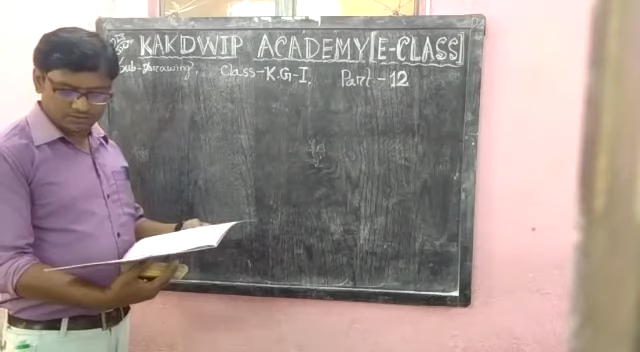 KAKDWIP ACADEMY [E-CLASS]
Sub-Drawing, Class-K.G-I. Part-12